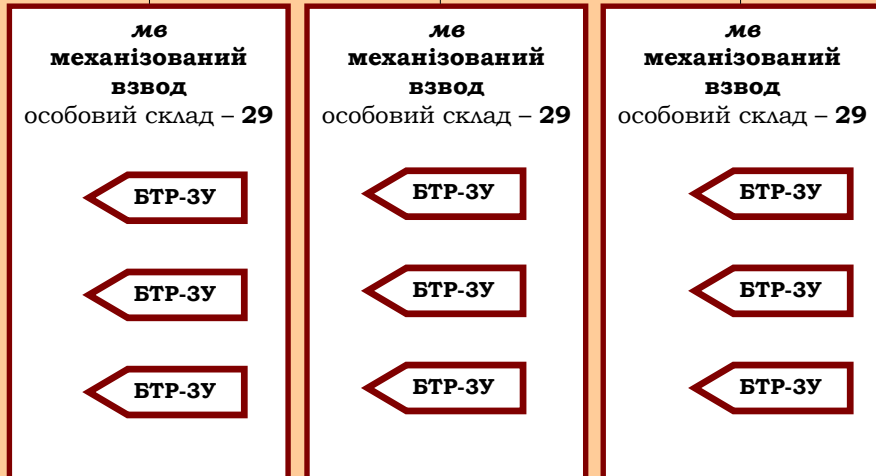 мв
механізований
взвод
особовий склад – 29
БТР-3У
БТР-3У
БТР-3У
мв
механізований
взвод
особовий склад – 29
БТР-3У
БТР-3У
БТР-3У
мв
механізований
взвод
особовий склад – 29
БТР-3У
БТР-3У
БТР-3У